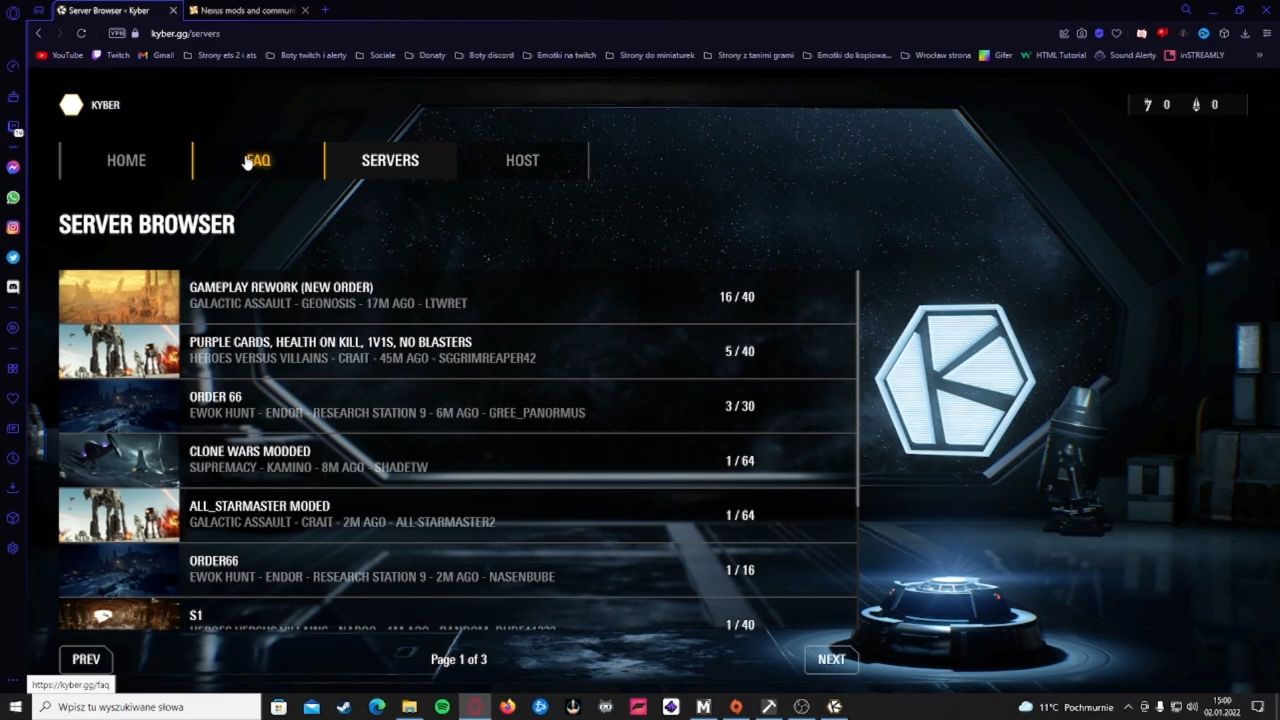 Server Browser - Kyber
Nexus mods and commun
VPN
kyber.gg/servers
YouTube
Twitch
Gmail
Strony ets 2 i ats
Boty twitch i alerty
Sociale
Donaty
Boty discord
Emotki na twitch
Strony do miniaturek
Strony z tanimi grami
Emotki do kopiowa...
Wrocław strona
Gifer
HTML Tutorial
Sound Alerty
inSTREAMLY
KYBER
0 0
HOME
FAQ
SERVERS
HOST
SERVER BROWSER
GAMEPLAY REWORK (NEW ORDER)
GALACTIC ASSAULT - GEONOSIS - 17M AGO - LTWRET
16 / 40
PURPLE CARDS, HEALTH ON KILL, 1V1S, NO BLASTERS
HEROES VERSUS VILLAINS - CRAIT - 45M AGO - SGGRIMREAPER42
5 / 40
ORDER 66
EWOK HUNT - ENDOR - RESEARCH STATION 9 - 6M AGO - GREE_PANORMUS
3 / 30
CLONE WARS MODDED
SUPREMACY - KAMINO - 8M AGO - SHADETW
1 / 64
ALL_STARMASTER MODED
GALACTIC ASSAULT - CRAIT - 2M AGO - ALL-STARMASTER2
1 / 64
ORDER66
EWOK HUNT - ENDOR - RESEARCH STATION 9 - 2M AGO - NASENBUBE
1 / 16
S1
1 / 40
PREV
Page 1 of 3
NEXT
https://kyber.gg/faq
Wpisz tu wyszukiwane słowa
11°C Pochmurnie
15:00
02.01.2022